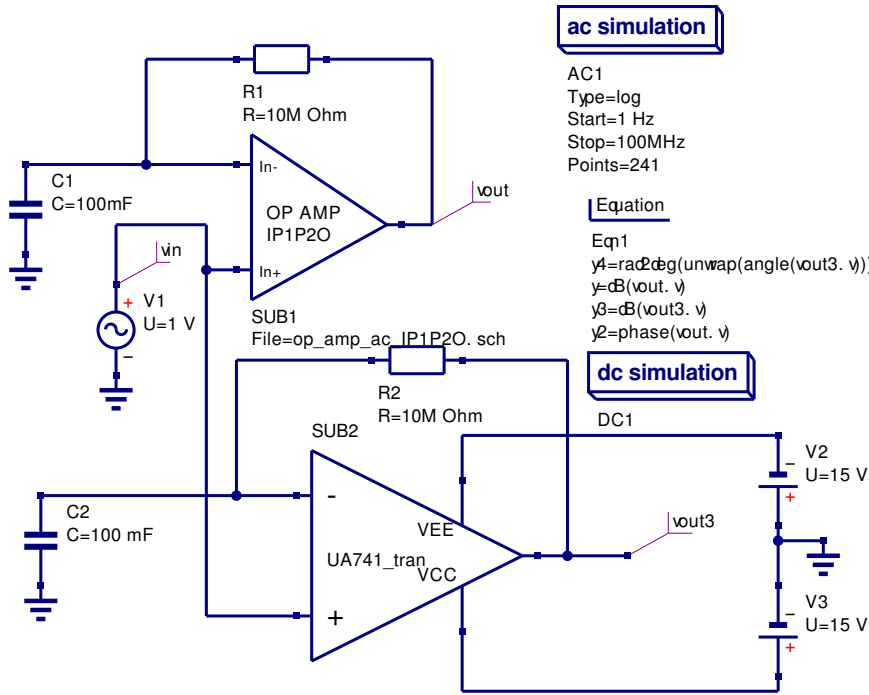 ac simulation
AC1
Type=log
Start=1 Hz
Stop=100MHz
Points=241
R1
R=10M Ohm
In-
C1
C=100mF
OP AMP
IP1P2O
vout
Equation
vin
In+
Eqn1
y4=rad2deg(unwrap(angle(vout3.v)))
y=dB(vout.v)
y3=dB(vout3.v)
y2=phase(vout.v)
+
V1
U=1 V
-
SUB1
File=op_amp_ac_IP1P2O.sch
dc simulation
R2
R=10M Ohm
DC1
SUB2
V2
U=15 V
-
+
C2
C=100 mF
-
VEE
vout3
UA741_tran
VCC
+
V3
U=15 V
-
+